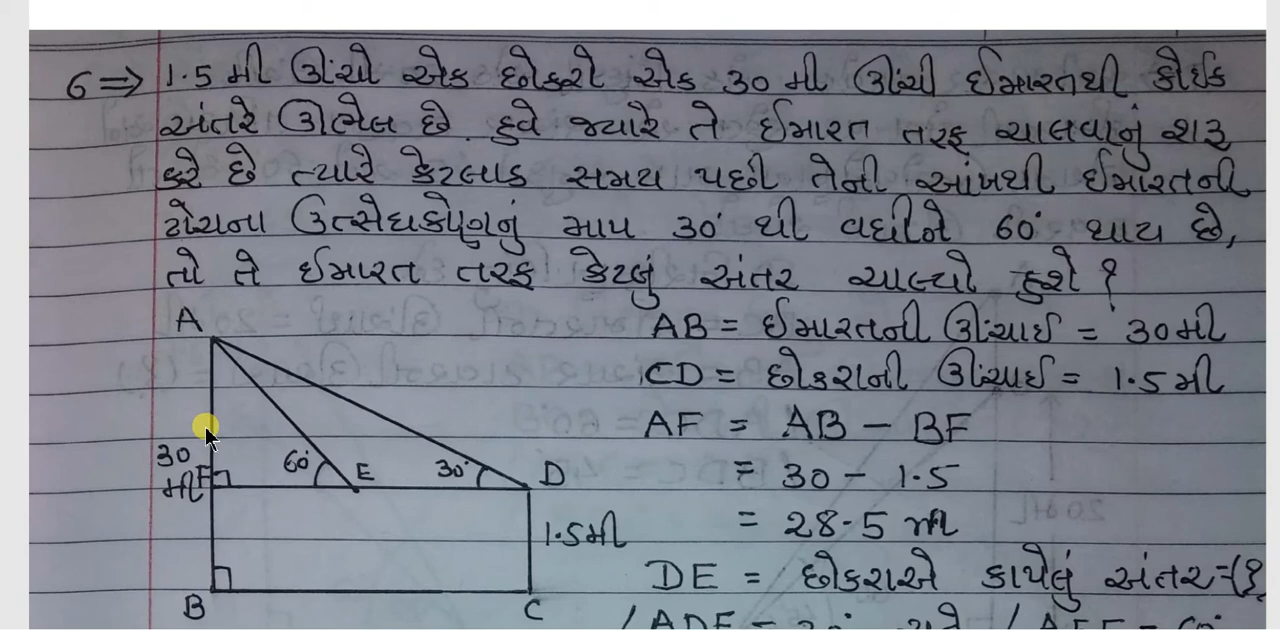 6 ⇒ 1.5 મી ઊંચો એક છોકરો એક 30 મી ઊંચી ઈમારતથી કોઈક
અંતરે ઊભેલ છે. હવે જ્યારે તે ઈમારત તરફ ચાલવાનું શરૂ
કરે છે ત્યારે કેટલાક સમય પછી તેની આંખથી ઈમારતની
ટોચના ઉત્સેધકોણનું માપ 30° થી વધીને 60° થાય છે,
તો તે ઈમારત તરફ કેટલું અંતર ચાલ્યો હશે ?
A
AB = ઈમારતની ઊંચાઈ = 30 મી
CD = છોકરાની ઊંચાઈ = 1.5 મી
AF = AB - BF
30
મી F 60° E 30° D
= 30 - 1.5
1.5 મી
= 28.5 મી
DE = છોકરાએ કાપેલું અંતર = (?)
B C